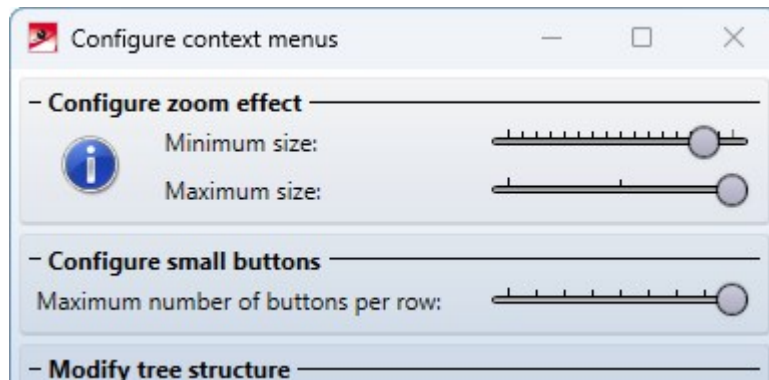 Configure context menus
Configure zoom effect
Minimum size:
Maximum size:
Configure small buttons
Maximum number of buttons per row:
Modify tree structure